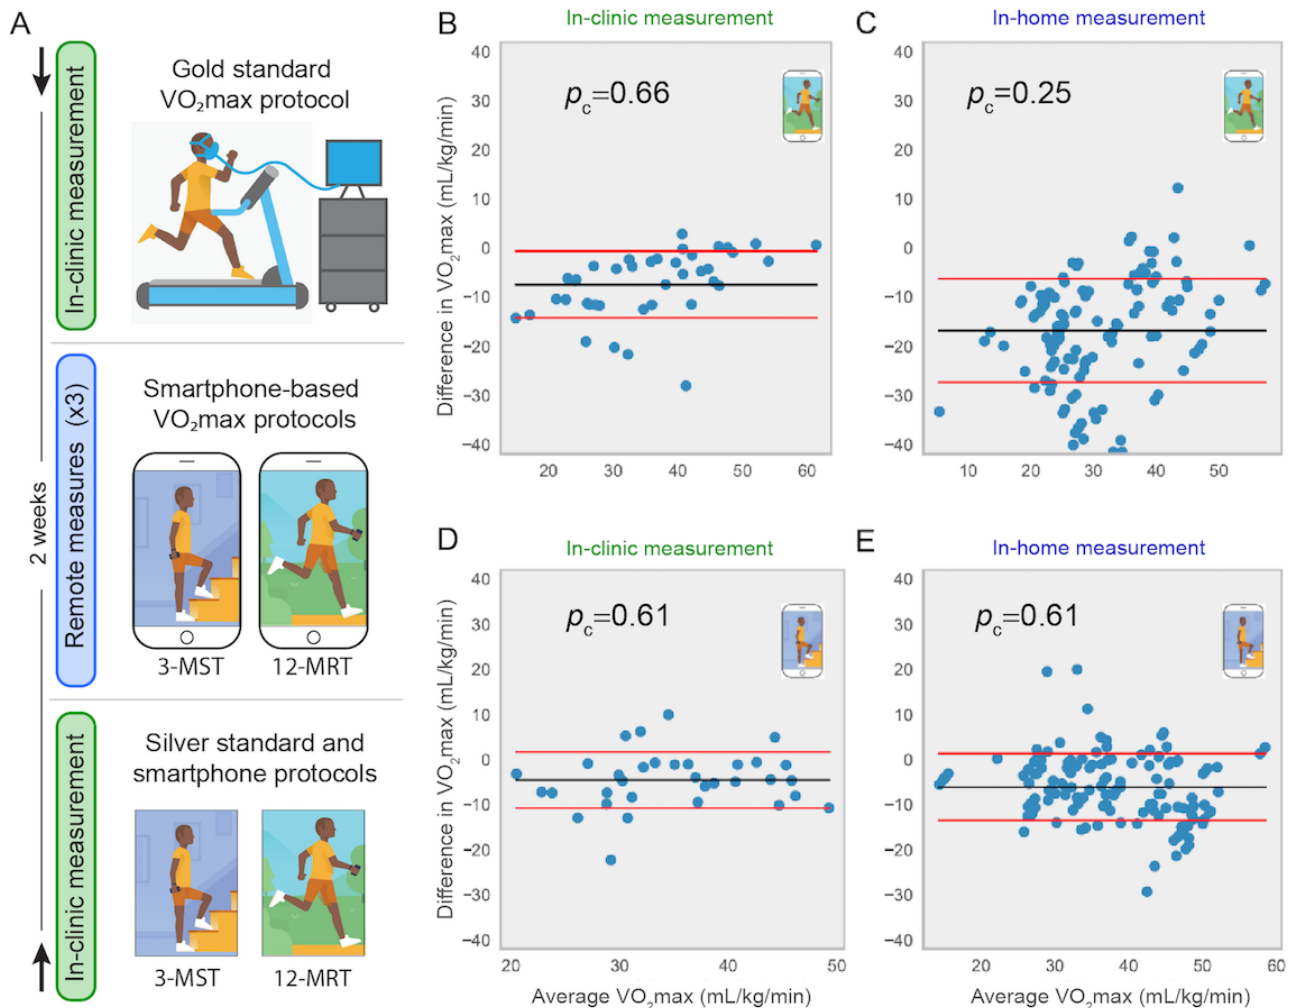 A
In-clinic measurement
Gold standard
VO₂max protocol
2 weeks
Remote measures (x3)
Smartphone-based
VO₂max protocols
3-MST
12-MRT
In-clinic measurement
Silver standard and
smartphone protocols
3-MST
12-MRT
B
In-clinic measurement
pc=0.66
Difference in VO₂max (mL/kg/min)
40
30
20
10
0
−10
−20
−30
−40
20
30
40
50
60
C
In-home measurement
pc=0.25
40
30
20
10
0
−10
−20
−30
−40
10
20
30
40
50
D
In-clinic measurement
pc=0.61
Difference in VO₂max (mL/kg/min)
40
30
20
10
0
−10
−20
−30
−40
20
30
40
50
Average VO₂max (mL/kg/min)
E
In-home measurement
pc=0.61
40
30
20
10
0
−10
−20
−30
−40
20
30
40
50
60
Average VO₂max (mL/kg/min)